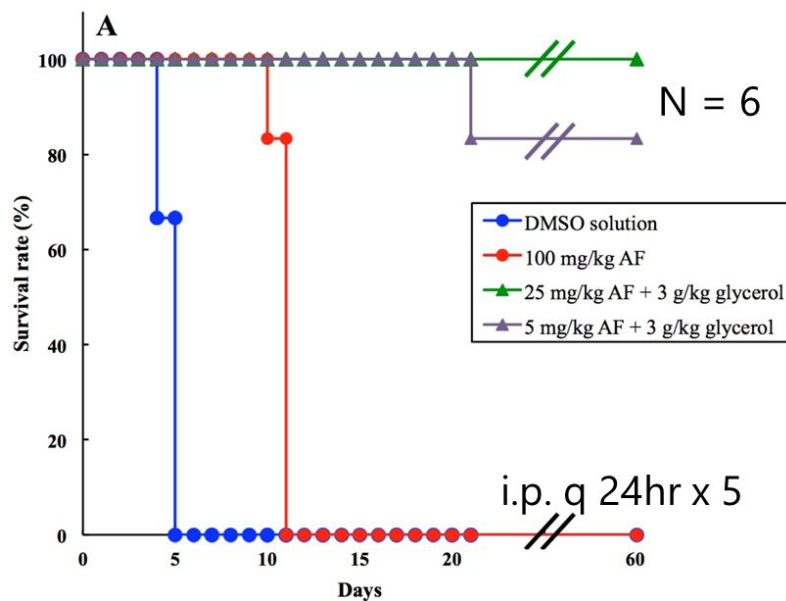 A
100
80
60
40
20
0
Survival rate (%)
N = 6
DMSO solution
100 mg/kg AF
25 mg/kg AF + 3 g/kg glycerol
5 mg/kg AF + 3 g/kg glycerol
i.p. q 24hr x 5
0 5 10 15 20 60
Days